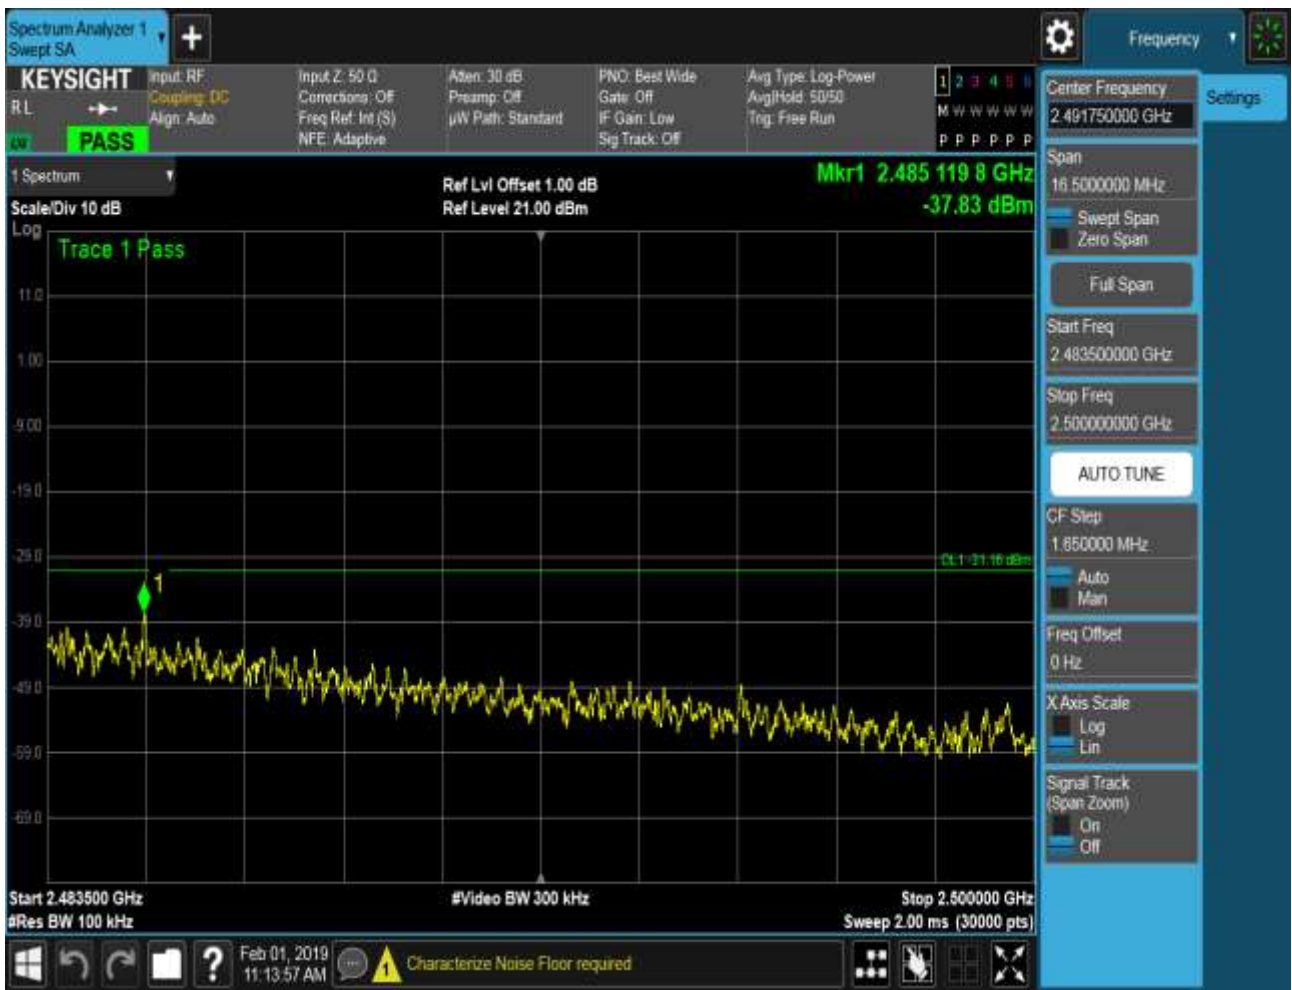 Spectrum Analyzer 1
Swept SA
+
Frequency
KEYSIGHT
R L
PASS
Input: RF
Coupling: DC
Align: Auto
Input Z: 50 Ω
Corrections: Off
Freq Ref: Int (S)
NFE: Adaptive
Atten: 30 dB
Preamp: Off
µW Path: Standard
PNO: Best Wide
Gate: Off
IF Gain: Low
Sig Track: Off
Avg Type: Log-Power
Avg|Hold: 50/50
Trig: Free Run
1 2 3 4 5 6
M W W W W W
P P P P P P
1 Spectrum
Scale/Div 10 dB
Log
Ref Lvl Offset 1.00 dB
Ref Level 21.00 dBm
Mkr1 2.485 119 8 GHz
-37.83 dBm
Trace 1 Pass
11.0
1.00
-9.00
-19.0
-29.0
-39.0
-49.0
-59.0
-69.0
DL1 -31.16 dBm
1
Start 2.483500 GHz
#Res BW 100 kHz
#Video BW 300 kHz
Stop 2.500000 GHz
Sweep 2.00 ms (30000 pts)
Center Frequency
2.491750000 GHz
Settings
Span
16.5000000 MHz
Swept Span
Zero Span
Full Span
Start Freq
2.483500000 GHz
Stop Freq
2.500000000 GHz
AUTO TUNE
CF Step
1.650000 MHz
Auto
Man
Freq Offset
0 Hz
X Axis Scale
Log
Lin
Signal Track
(Span Zoom)
On
Off
?
Feb 01, 2019
11:13:57 AM
1
Characterize Noise Floor required